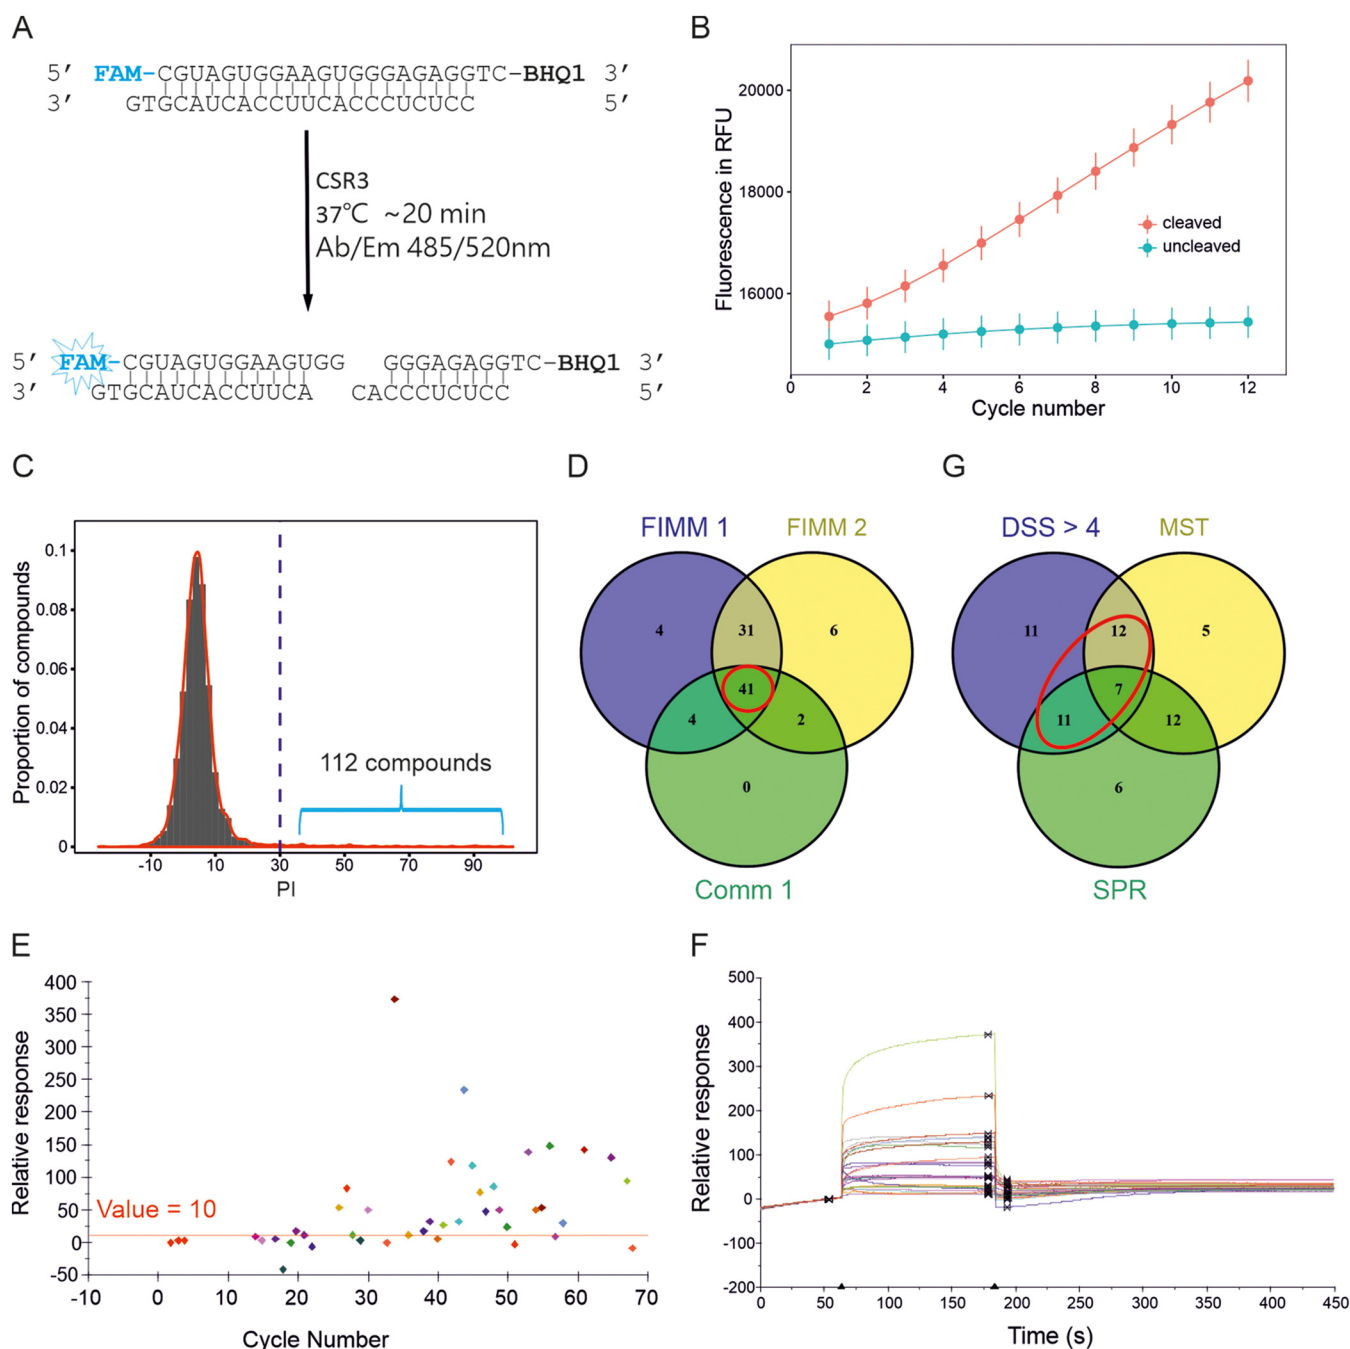 A
5′ FAM–CGUAGUGGAAGUGGGAGAGGTC–BHQ1 3′
3′ GTGCAUCACCUUCACCCUCUCC 5′
CSR3
37℃ ~20 min
Ab/Em 485/520nm
5′ FAM–CGUAGUGGAAGUGG GGGAGAGGTC–BHQ1 3′
3′ GTGCAUCACCUUCA CACCCUCUCC 5′
B
Fluorescence in RFU
20000
18000
16000
cleaved
uncleaved
0 2 4 6 8 10 12
Cycle number
C
Proportion of compounds
0.1
0.08
0.06
0.04
0.02
0
112 compounds
-10 10 30 50 70 90
PI
D
FIMM 1 FIMM 2
4 31 6
41
4 2
0
Comm 1
G
DSS > 4 MST
11 12 5
7
11 12
6
SPR
E
Relative response
400
350
300
250
200
150
100
50
0
-50
Value = 10
-10 0 10 20 30 40 50 60 70
Cycle Number
F
Relative response
500
400
300
200
100
0
-100
-200
0 50 100 150 200 250 300 350 400 450
Time (s)